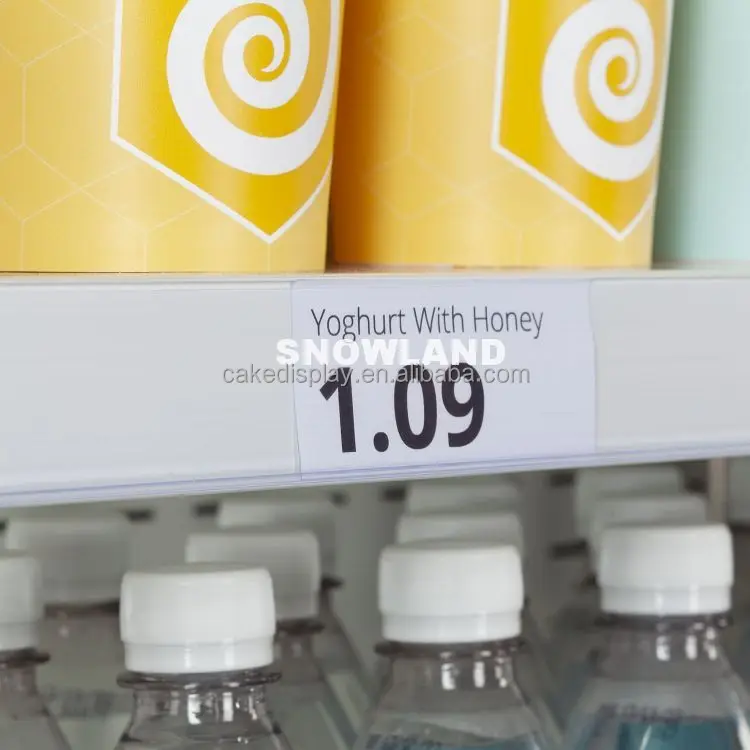 Yoghurt With Honey
SNOWLAND
cakedisplay.en.alibaba.com
1.09